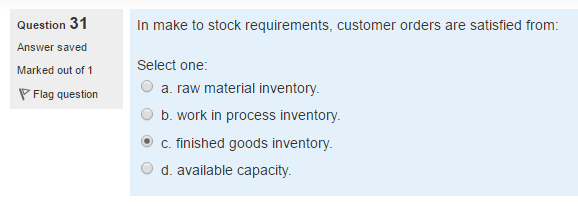 Question 31
Answer saved
Marked out of 1
Flag question
In make to stock requirements, customer orders are satisfied from:
Select one:
a. raw material inventory.
b. work in process inventory.
c. finished goods inventory.
d. available capacity.